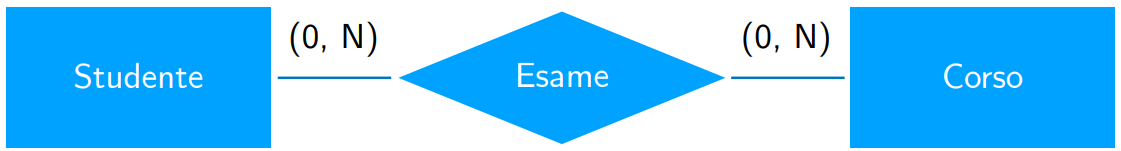 (0, N) (0, N)
Studente Esame Corso